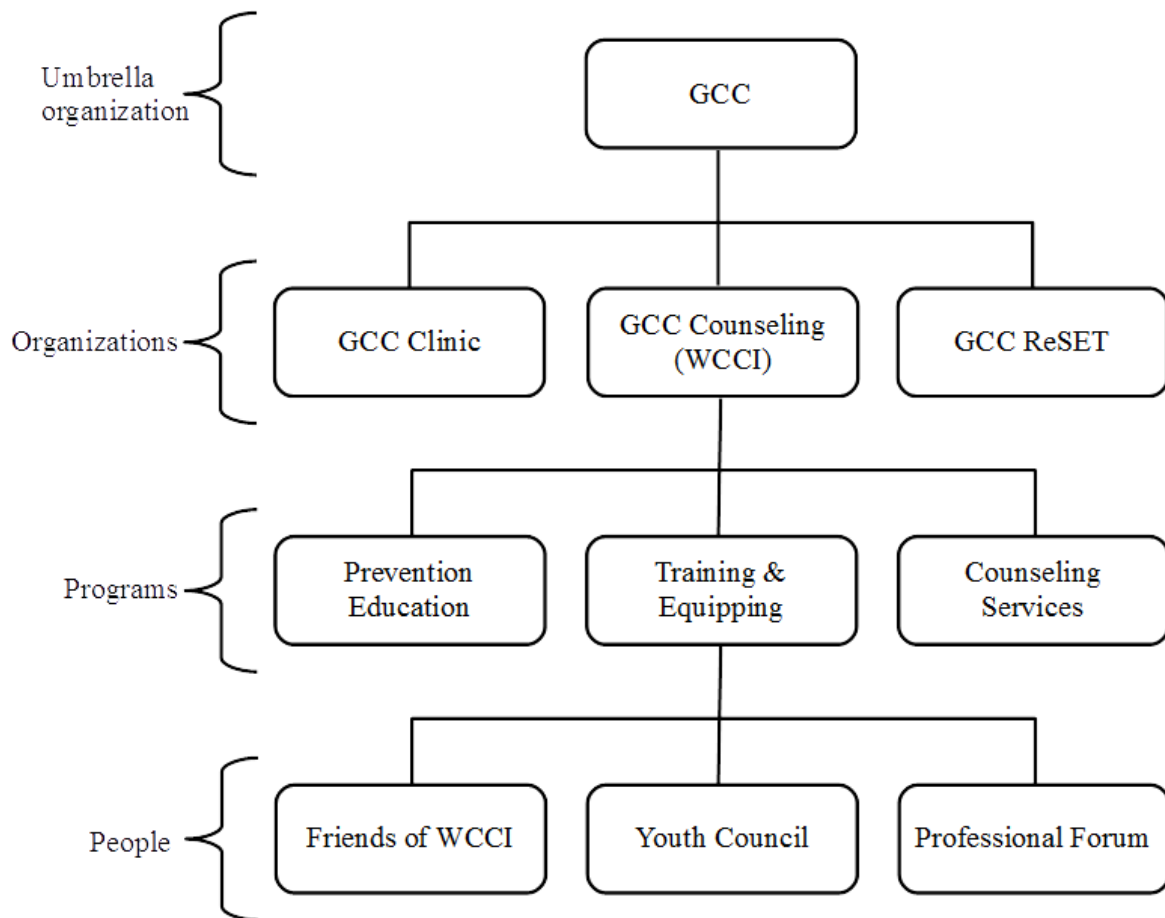 Umbrella
organization
GCC
Organizations
GCC Clinic
GCC Counseling
(WCCI)
GCC ReSET
Programs
Prevention
Education
Training &
Equipping
Counseling
Services
People
Friends of WCCI
Youth Council
Professional Forum